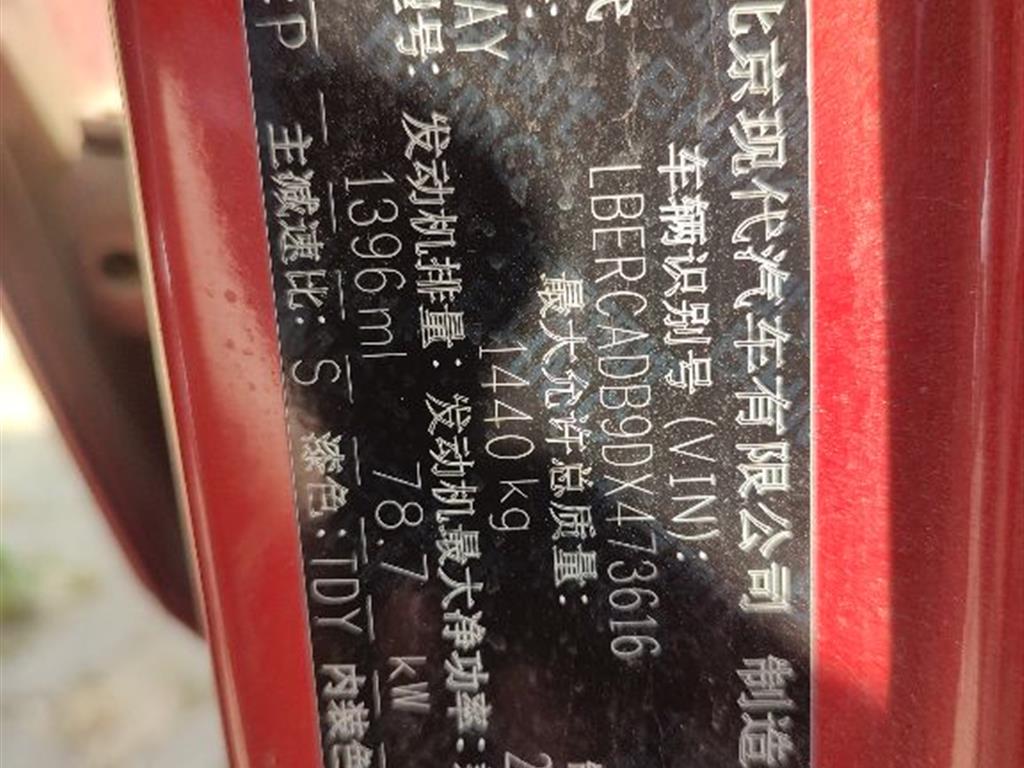 北京现代汽车有限公司 制造
车辆识别号(VIN):
LBERCADB9DX473616
最大允许总质量:
1440kg
发动机排量: 发动机最大净功率:
1396ml 78.7 kW
主减速比: S 漆色:TDY 内装色